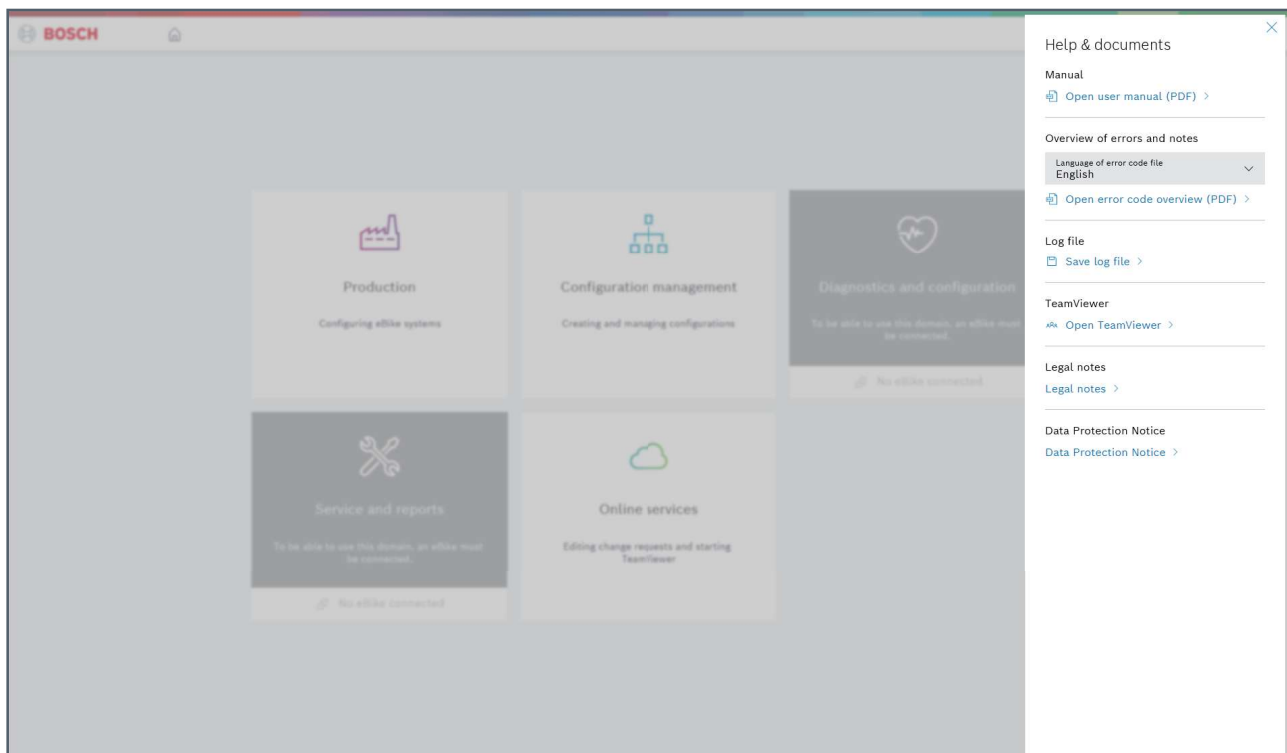 BOSCH
Help & documents
Manual
Open user manual (PDF)
Overview of errors and notes
Language of error code file
English
Open error code overview (PDF)
Log file
Save log file
TeamViewer
Open TeamViewer
Legal notes
Legal notes
Data Protection Notice
Data Protection Notice
Production
Configuring eBike systems
Configuration management
Creating and managing configurations
Diagnostics and configuration
To be able to use this domain, an eBike must
be connected.
No eBike connected
Service and reports
To be able to use this domain, an eBike must
be connected.
No eBike connected
Online services
Editing change requests and starting
TeamViewer